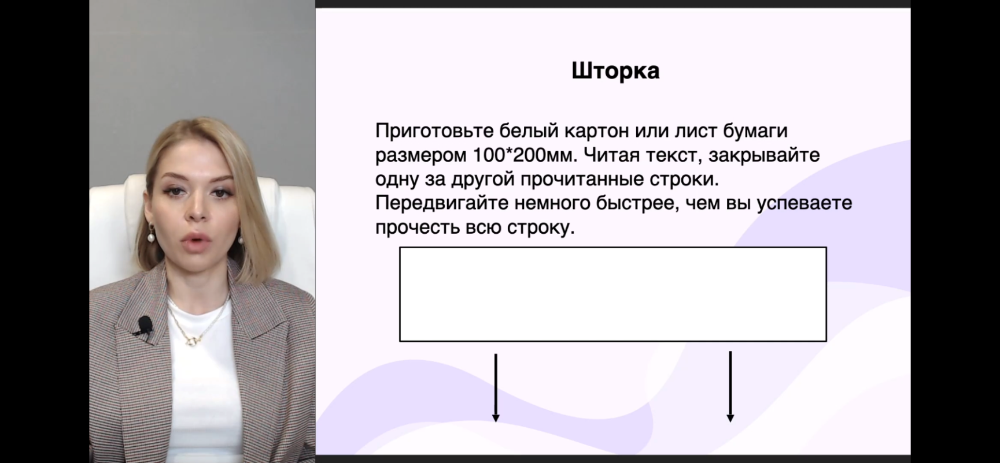 Шторка
Приготовьте белый картон или лист бумаги
размером 100*200мм. Читая текст, закрывайте
одну за другой прочитанные строки.
Передвигайте немного быстрее, чем вы успеваете
прочесть всю строку.